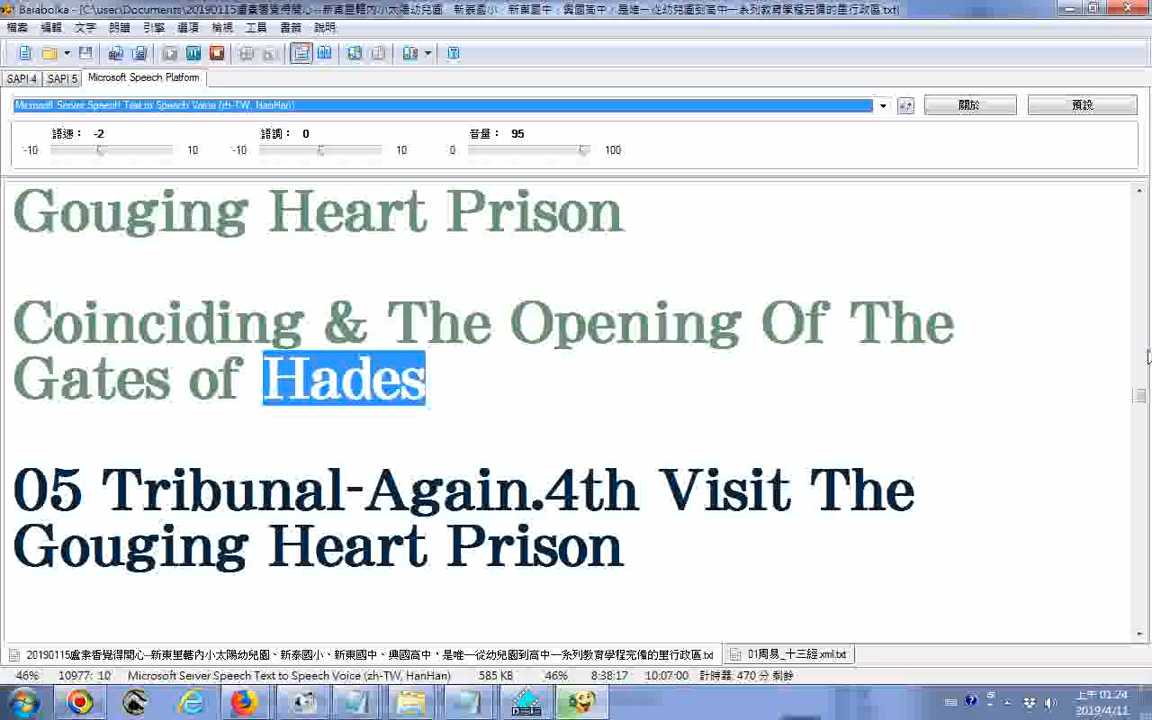 Balabolka - [C:\user\Documents\20190115盧素香覺得開心--新東里轄內小太陽幼兒園、新泰國小、新東國中、興國高中，是唯一從幼兒園到高中一系列教育學程完備的里行政區.txt]
檔案 編輯 文字 朗讀 引擎 選項 檢視 工具 書籤 說明
SAPI 4 SAPI 5 Microsoft Speech Platform
Microsoft Server Speech Text to Speech Voice (zh-TW, HanHan)
關於 預設
語速： -2 語調： 0 音量： 95
-10 10 -10 10 0 100
Gouging Heart Prison
Coinciding & The Opening Of The
Gates of Hades
05 Tribunal-Again.4th Visit The
Gouging Heart Prison
20190115盧素香覺得開心--新東里轄內小太陽幼兒園、新泰國小、新東國中、興國高中，是唯一從幼兒園到高中一系列教育學程完備的里行政區.txt 01周易_十三經.xml.txt
46% 10977: 10 Microsoft Server Speech Text to Speech Voice (zh-TW, HanHan) 585 KB 46% 8:38:17 10:07:00 計時器: 470 分 剩餘
上午 01:24
2019/4/11